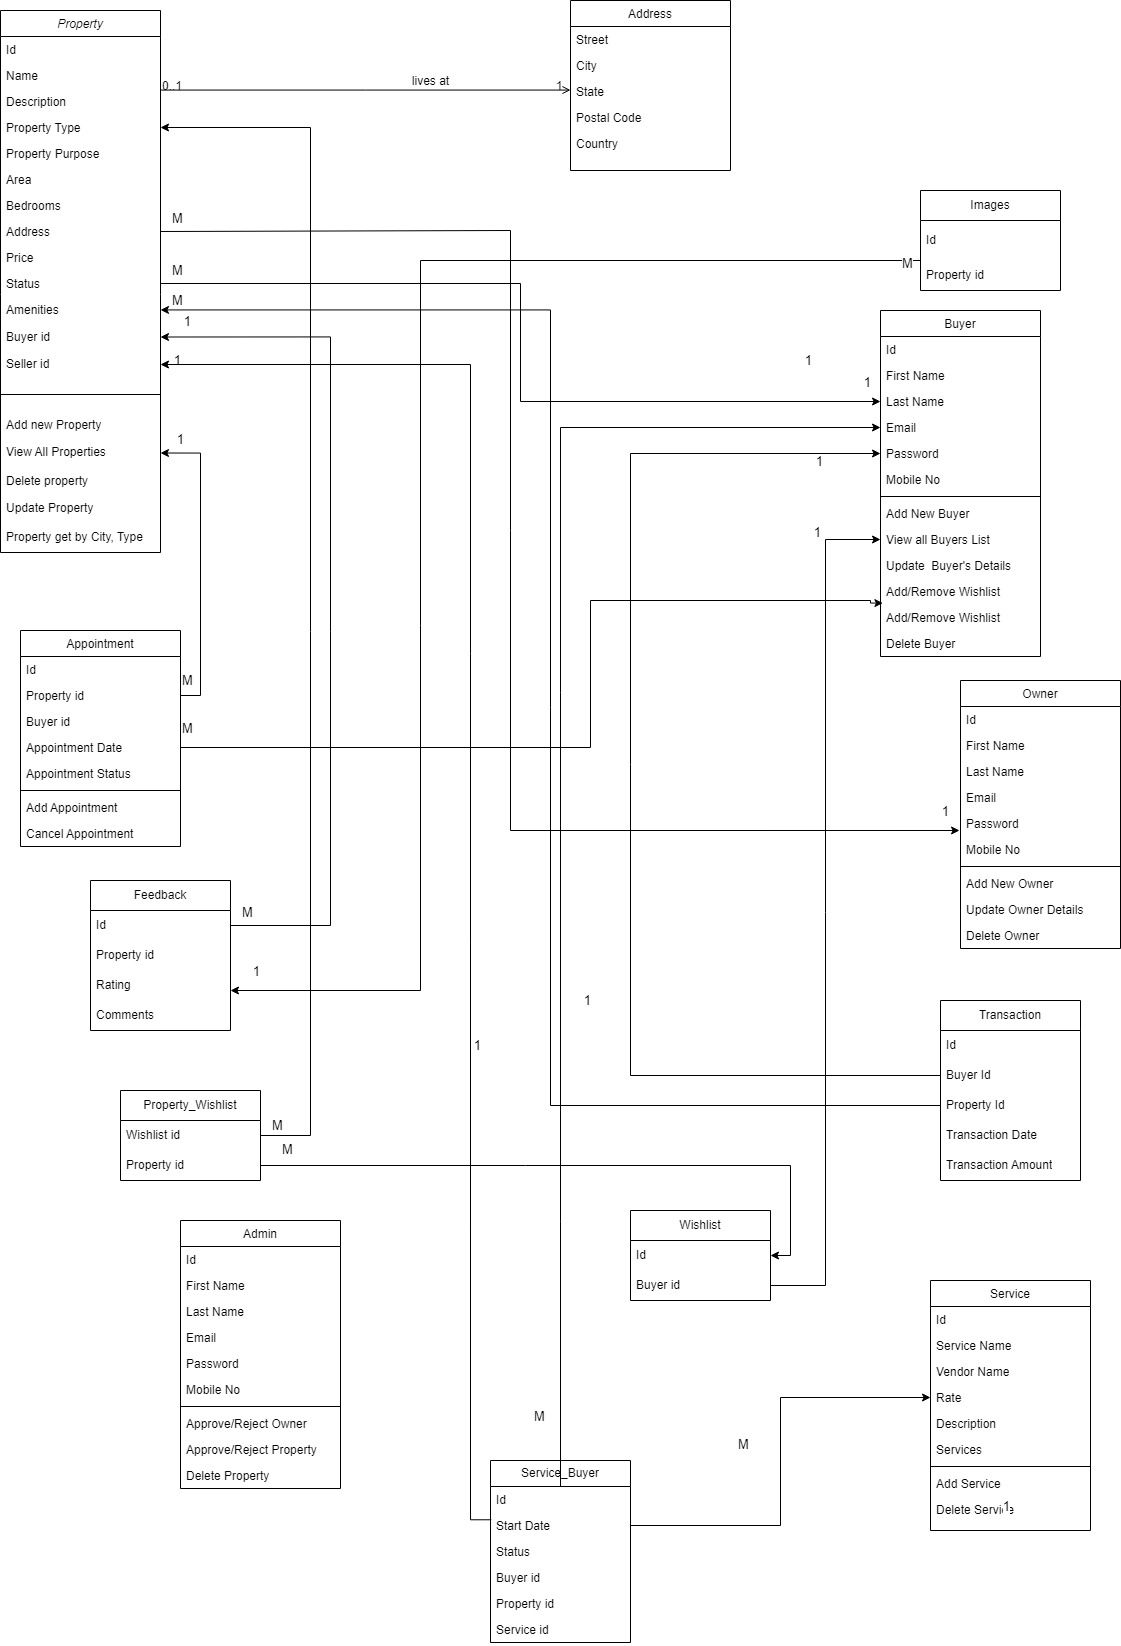 Property
Id
Name
Description
Property Type
Property Purpose
Area
Bedrooms
Address
Price
Status
Amenities
Buyer id
Seller id
Add new Property
View All Properties
Delete property
Update Property
Property get by City, Type
0..1
lives at
1
Address
Street
City
State
Postal Code
Country
M
M
M
1
1
1
Images
Id
Property id
M
Buyer
Id
First Name
Last Name
Email
Password
Mobile No
Add New Buyer
View all Buyers List
Update  Buyer's Details
Add/Remove Wishlist
Add/Remove Wishlist
Delete Buyer
1
1
1
1
Appointment
Id
Property id
Buyer id
Appointment Date
Appointment Status
Add Appointment
Cancel Appointment
M
M
Owner
Id
First Name
Last Name
Email
Password
Mobile No
Add New Owner
Update Owner Details
Delete Owner
1
Feedback
Id
Property id
Rating
Comments
M
1
1
1
Transaction
Id
Buyer Id
Property Id
Transaction Date
Transaction Amount
Property_Wishlist
Wishlist id
Property id
M
M
Admin
Id
First Name
Last Name
Email
Password
Mobile No
Approve/Reject Owner
Approve/Reject Property
Delete Property
Wishlist
Id
Buyer id
Service
Id
Service Name
Vendor Name
Rate
Description
Services
Add Service
Delete Service
1
M
M
Service_Buyer
Id
Start Date
Status
Buyer id
Property id
Service id